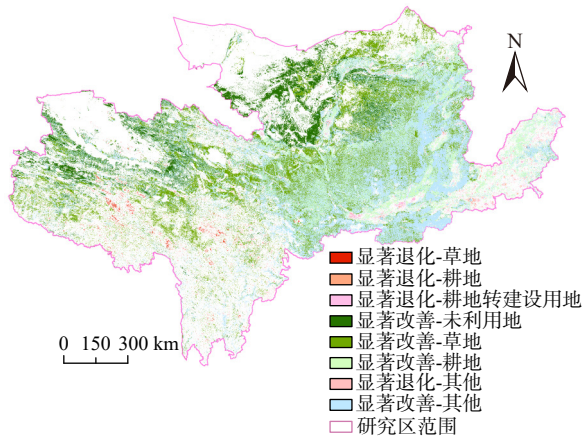 N
显著退化-草地
显著退化-耕地
显著退化-耕地转建设用地
显著改善-未利用地
显著改善-草地
显著改善-耕地
显著退化-其他
显著改善-其他
研究区范围
0 150 300 km